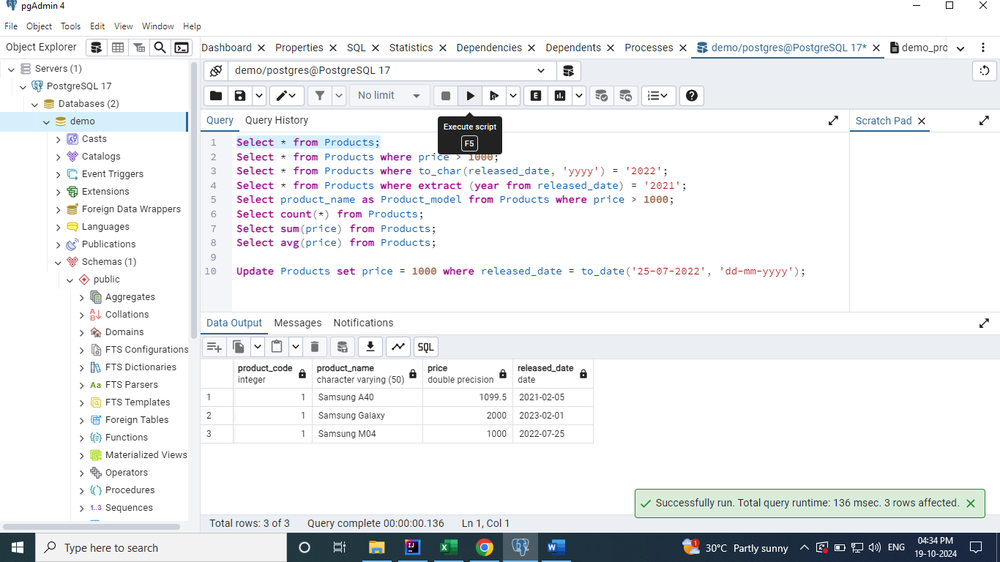 pgAdmin 4
File Object Tools Edit View Window Help
Object Explorer
Dashboard Properties SQL Statistics Dependencies Dependents Processes demo/postgres@PostgreSQL 17* demo_pro
Servers (1)
PostgreSQL 17
Databases (2)
demo
Casts
Catalogs
Event Triggers
Extensions
Foreign Data Wrappers
Languages
Publications
Schemas (1)
public
Aggregates
Collations
Domains
FTS Configurations
FTS Dictionaries
Aa FTS Parsers
FTS Templates
Foreign Tables
Functions
Materialized Views
Operators
Procedures
1..3 Sequences
demo/postgres@PostgreSQL 17
No limit
E
Query Query History
Execute script
F5
Scratch Pad
1 Select * from Products;
2 Select * from Products where price > 1000;
3 Select * from Products where to_char(released_date, 'yyyy') = '2022';
4 Select * from Products where extract (year from released_date) = '2021';
5 Select product_name as Product_model from Products where price > 1000;
6 Select count(*) from Products;
7 Select sum(price) from Products;
8 Select avg(price) from Products;
9
10 Update Products set price = 1000 where released_date = to_date('25-07-2022', 'dd-mm-yyyy');
Data Output Messages Notifications
SQL
product_code product_name price released_date
integer character varying (50) double precision date
1 1 Samsung A40 1099.5 2021-02-05
2 1 Samsung Galaxy 2000 2023-02-01
3 1 Samsung M04 1000 2022-07-25
Successfully run. Total query runtime: 136 msec. 3 rows affected.
Total rows: 3 of 3 Query complete 00:00:00.136 Ln 1, Col 1
Type here to search
1 30°C Partly sunny ENG
04:34 PM
19-10-2024